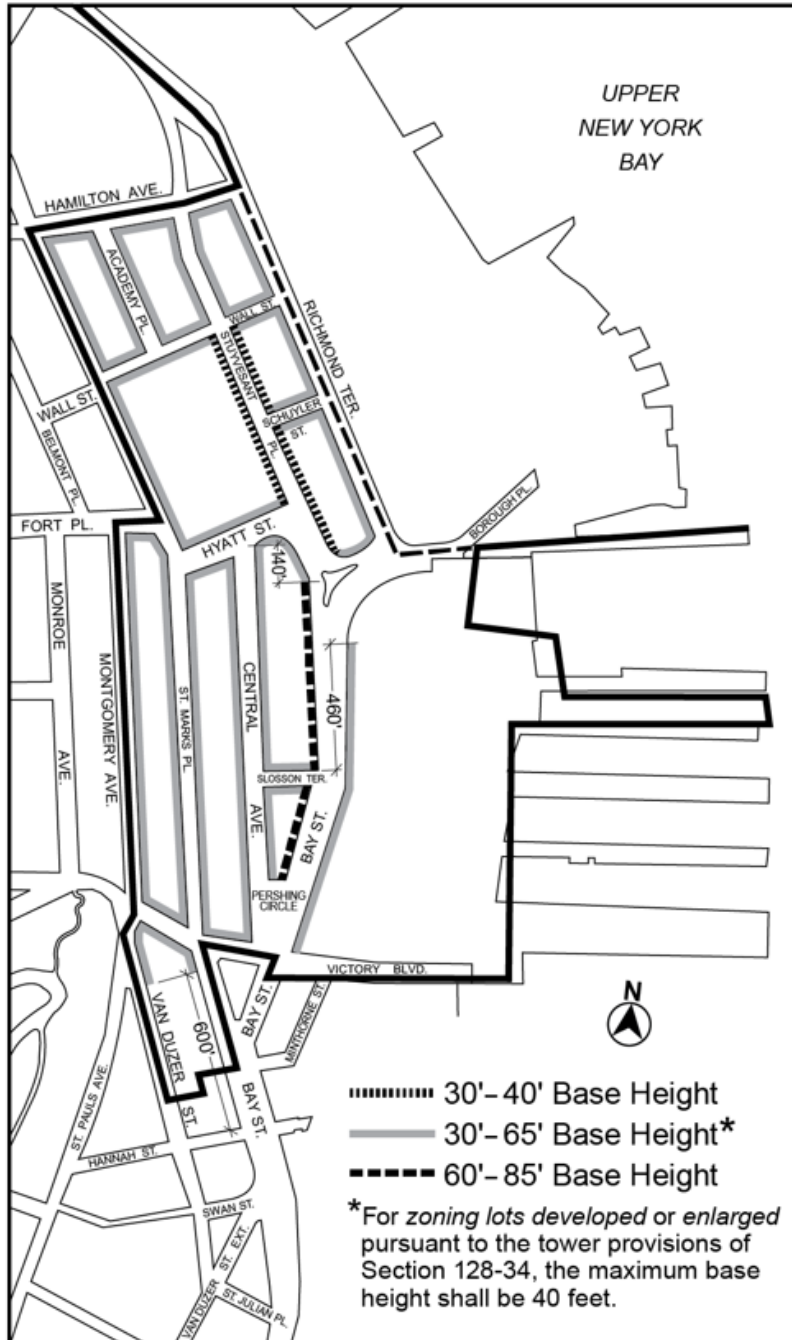 UPPER
NEW YORK
BAY
HAMILTON AVE.
ACADEMY PL.
WALL ST.
STUYVESANT
PL.
RICHMOND TER.
SCHUYLER
ST.
WALL ST.
BELMONT PL.
FORT PL.
HYATT ST.
BOROUGH PL.
140'
MONROE
AVE.
MONTGOMERY AVE.
ST. MARKS PL.
CENTRAL
AVE.
460'
SLOSSON TER.
BAY ST.
PERSHING
CIRCLE
VICTORY BLVD.
VAN DUZER
ST.
600'
BAY ST.
MINTHORNE ST.
BAY ST.
ST. PAULS AVE.
HANNAH ST.
SWAN ST.
VAN DUZER ST. EXT.
ST. JULIAN PL.
N
30'–40' Base Height
30'–65' Base Height*
60'–85' Base Height
*For zoning lots developed or enlarged
pursuant to the tower provisions of
Section 128-34, the maximum base
height shall be 40 feet.